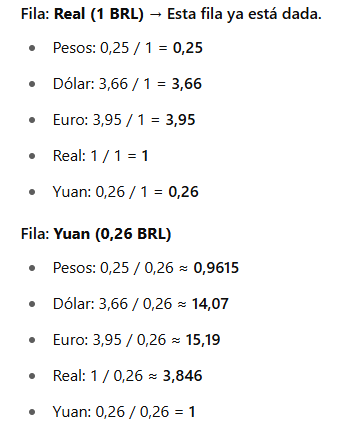 Fila: Real (1 BRL) → Esta fila ya está dada.
• Pesos: 0,25 / 1 = 0,25
• Dólar: 3,66 / 1 = 3,66
• Euro: 3,95 / 1 = 3,95
• Real: 1 / 1 = 1
• Yuan: 0,26 / 1 = 0,26
Fila: Yuan (0,26 BRL)
• Pesos: 0,25 / 0,26 ≈ 0,9615
• Dólar: 3,66 / 0,26 ≈ 14,07
• Euro: 3,95 / 0,26 ≈ 15,19
• Real: 1 / 0,26 ≈ 3,846
• Yuan: 0,26 / 0,26 = 1